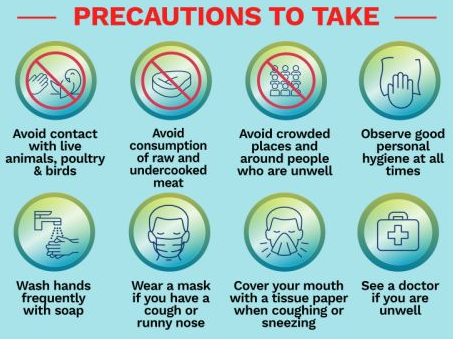 PRECAUTIONS TO TAKE
Avoid contact
with live
animals, poultry
& birds
Avoid
consumption
of raw and
undercooked
meat
Avoid crowded
places and
around people
who are unwell
Observe good
personal
hygiene at all
times
Wash hands
frequently
with soap
Wear a mask
if you have a
cough or
runny nose
Cover your mouth
with a tissue paper
when coughing or
sneezing
See a doctor
if you are
unwell